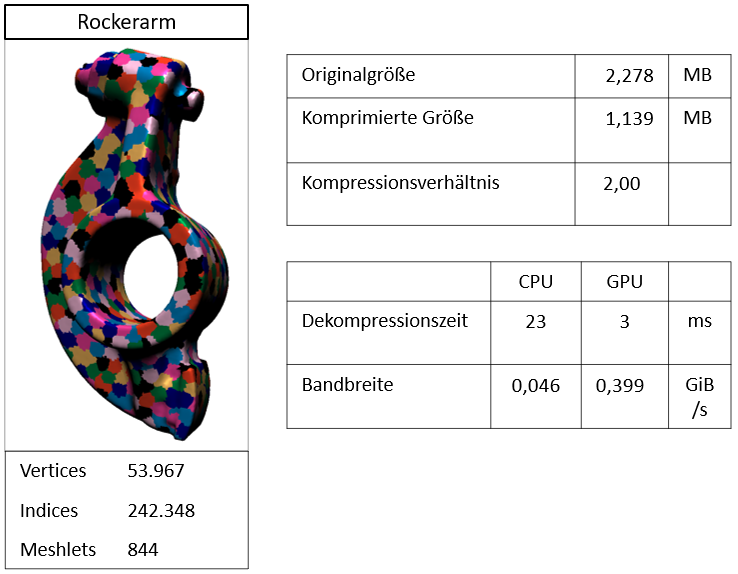 Rockerarm
Vertices 53.967
Indices 242.348
Meshlets 844
Originalgröße 2,278 MB
Komprimierte Größe 1,139 MB
Kompressionsverhältnis 2,00
CPU GPU
Dekompressionszeit 23 3 ms
Bandbreite 0,046 0,399 GiB
/s